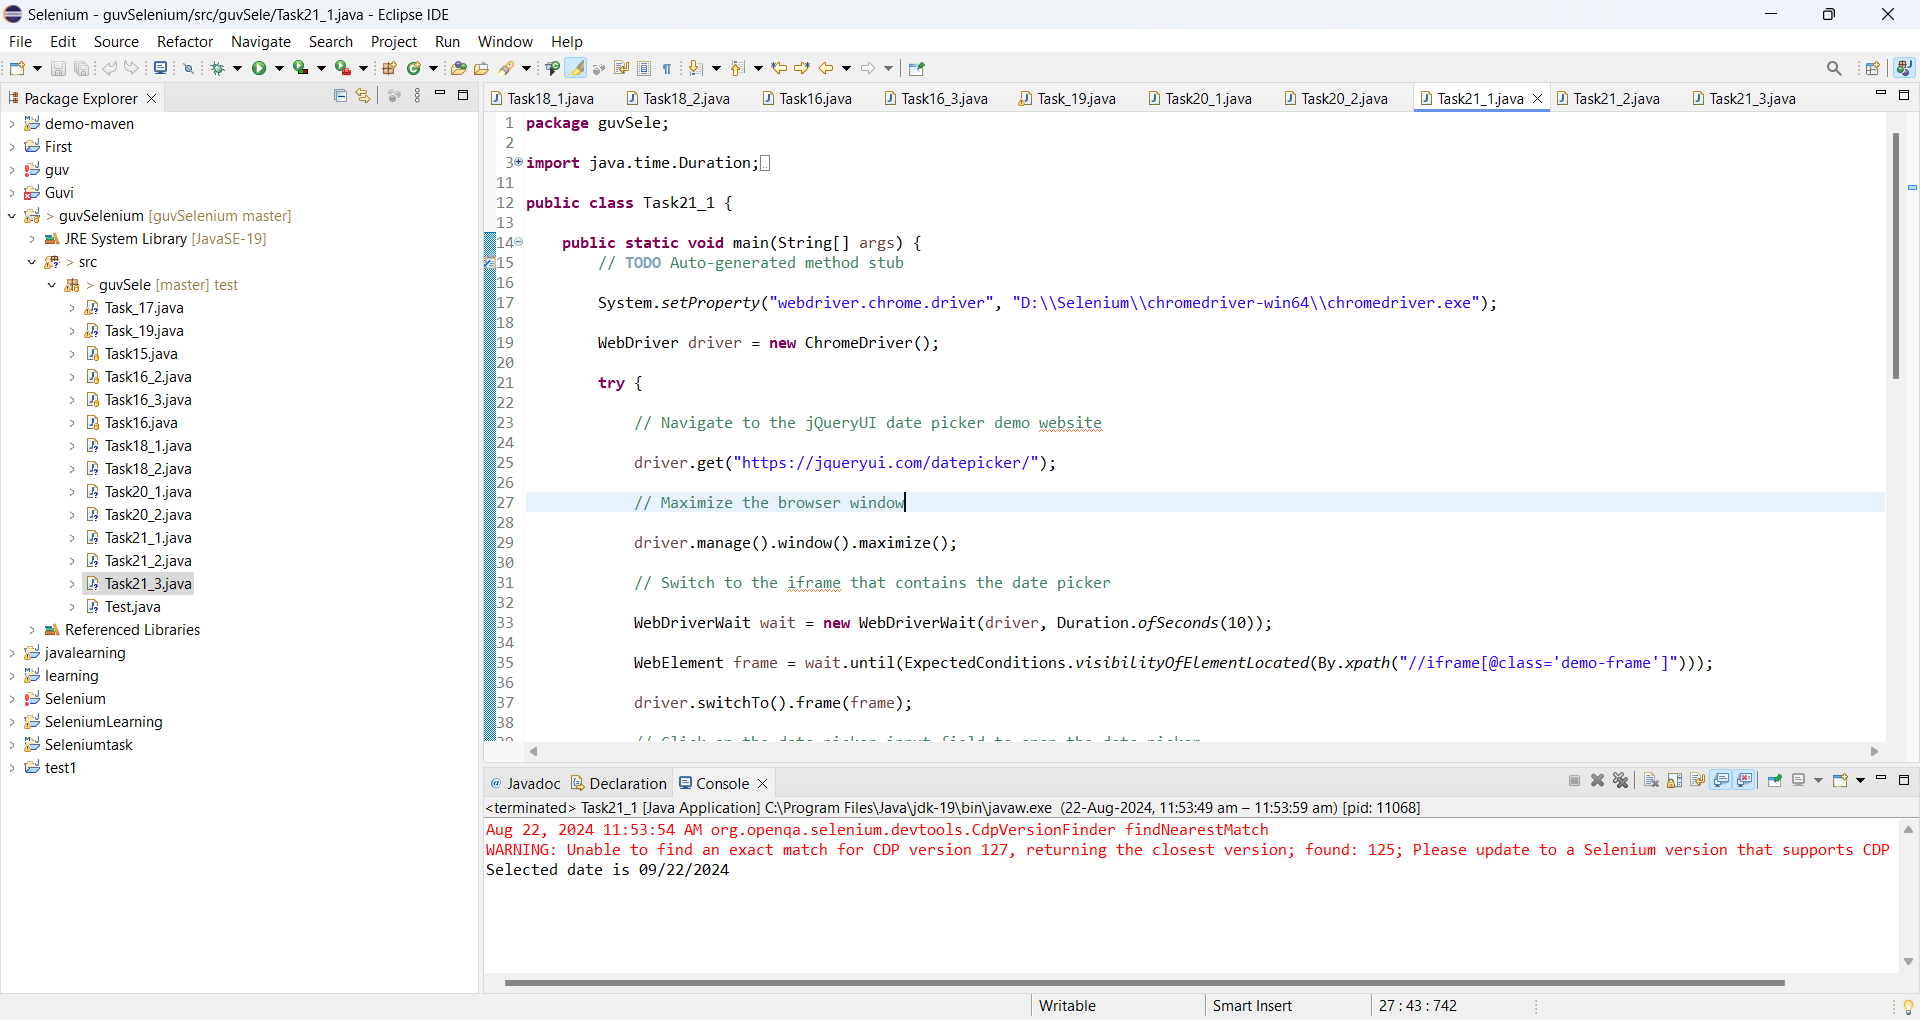 Selenium - guvSelenium/src/guvSele/Task21_1.java - Eclipse IDE
File Edit Source Refactor Navigate Search Project Run Window Help
Package Explorer
demo-maven
First
guv
Guvi
> guvSelenium [guvSelenium master]
JRE System Library [JavaSE-19]
> src
> guvSele [master] test
Task_17.java
Task_19.java
Task15.java
Task16_2.java
Task16_3.java
Task16.java
Task18_1.java
Task18_2.java
Task20_1.java
Task20_2.java
Task21_1.java
Task21_2.java
Task21_3.java
Test.java
Referenced Libraries
javalearning
learning
Selenium
SeleniumLearning
Seleniumtask
test1
Task18_1.java Task18_2.java Task16.java Task16_3.java Task_19.java Task20_1.java Task20_2.java Task21_1.java Task21_2.java Task21_3.java
1 package guvSele;
2
3 import java.time.Duration;
11
12 public class Task21_1 {
13
14 public static void main(String[] args) {
15 // TODO Auto-generated method stub
16
17 System.setProperty("webdriver.chrome.driver", "D:\\Selenium\\chromedriver-win64\\chromedriver.exe");
18
19 WebDriver driver = new ChromeDriver();
20
21 try {
22
23 // Navigate to the jQueryUI date picker demo website
24
25 driver.get("https://jqueryui.com/datepicker/");
26
27 // Maximize the browser window
28
29 driver.manage().window().maximize();
30
31 // Switch to the iframe that contains the date picker
32
33 WebDriverWait wait = new WebDriverWait(driver, Duration.ofSeconds(10));
34
35 WebElement frame = wait.until(ExpectedConditions.visibilityOfElementLocated(By.xpath("//iframe[@class='demo-frame']")));
36
37 driver.switchTo().frame(frame);
38
39 // Click on the date picker input field to open the date picker
Javadoc Declaration Console
<terminated> Task21_1 [Java Application] C:\Program Files\Java\jdk-19\bin\javaw.exe (22-Aug-2024, 11:53:49 am – 11:53:59 am) [pid: 11068]
Aug 22, 2024 11:53:54 AM org.openqa.selenium.devtools.CdpVersionFinder findNearestMatch
WARNING: Unable to find an exact match for CDP version 127, returning the closest version; found: 125; Please update to a Selenium version that supports CDP
Selected date is 09/22/2024
Writable Smart Insert 27 : 43 : 742